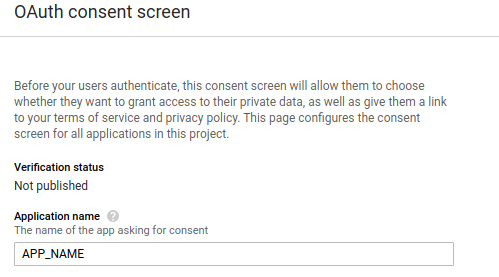 OAuth consent screen
Before your users authenticate, this consent screen will allow them to choose
whether they want to grant access to their private data, as well as give them a link
to your terms of service and privacy policy. This page configures the consent
screen for all applications in this project.
Verification status
Not published
Application name ?
The name of the app asking for consent
APP_NAME